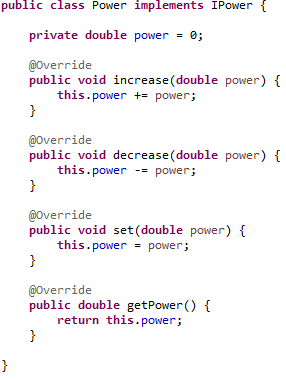 public class Power implements IPower {
private double power = 0;
@Override
public void increase(double power) {
this.power += power;
}
@Override
public void decrease(double power) {
this.power -= power;
}
@Override
public void set(double power) {
this.power = power;
}
@Override
public double getPower() {
return this.power;
}
}